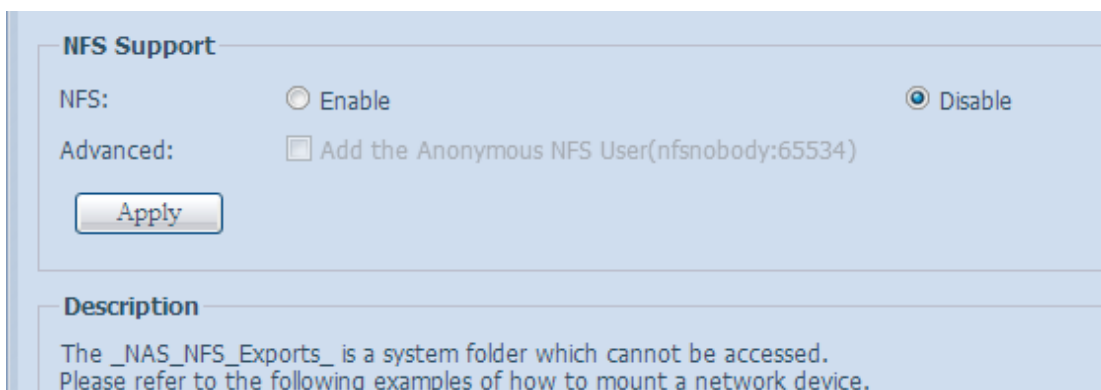 NFS Support
NFS: Enable Disable
Advanced: Add the Anonymous NFS User(nfsnobody:65534)
Apply
Description
The _NAS_NFS_Exports_ is a system folder which cannot be accessed.
Please refer to the following examples of how to mount a network device.